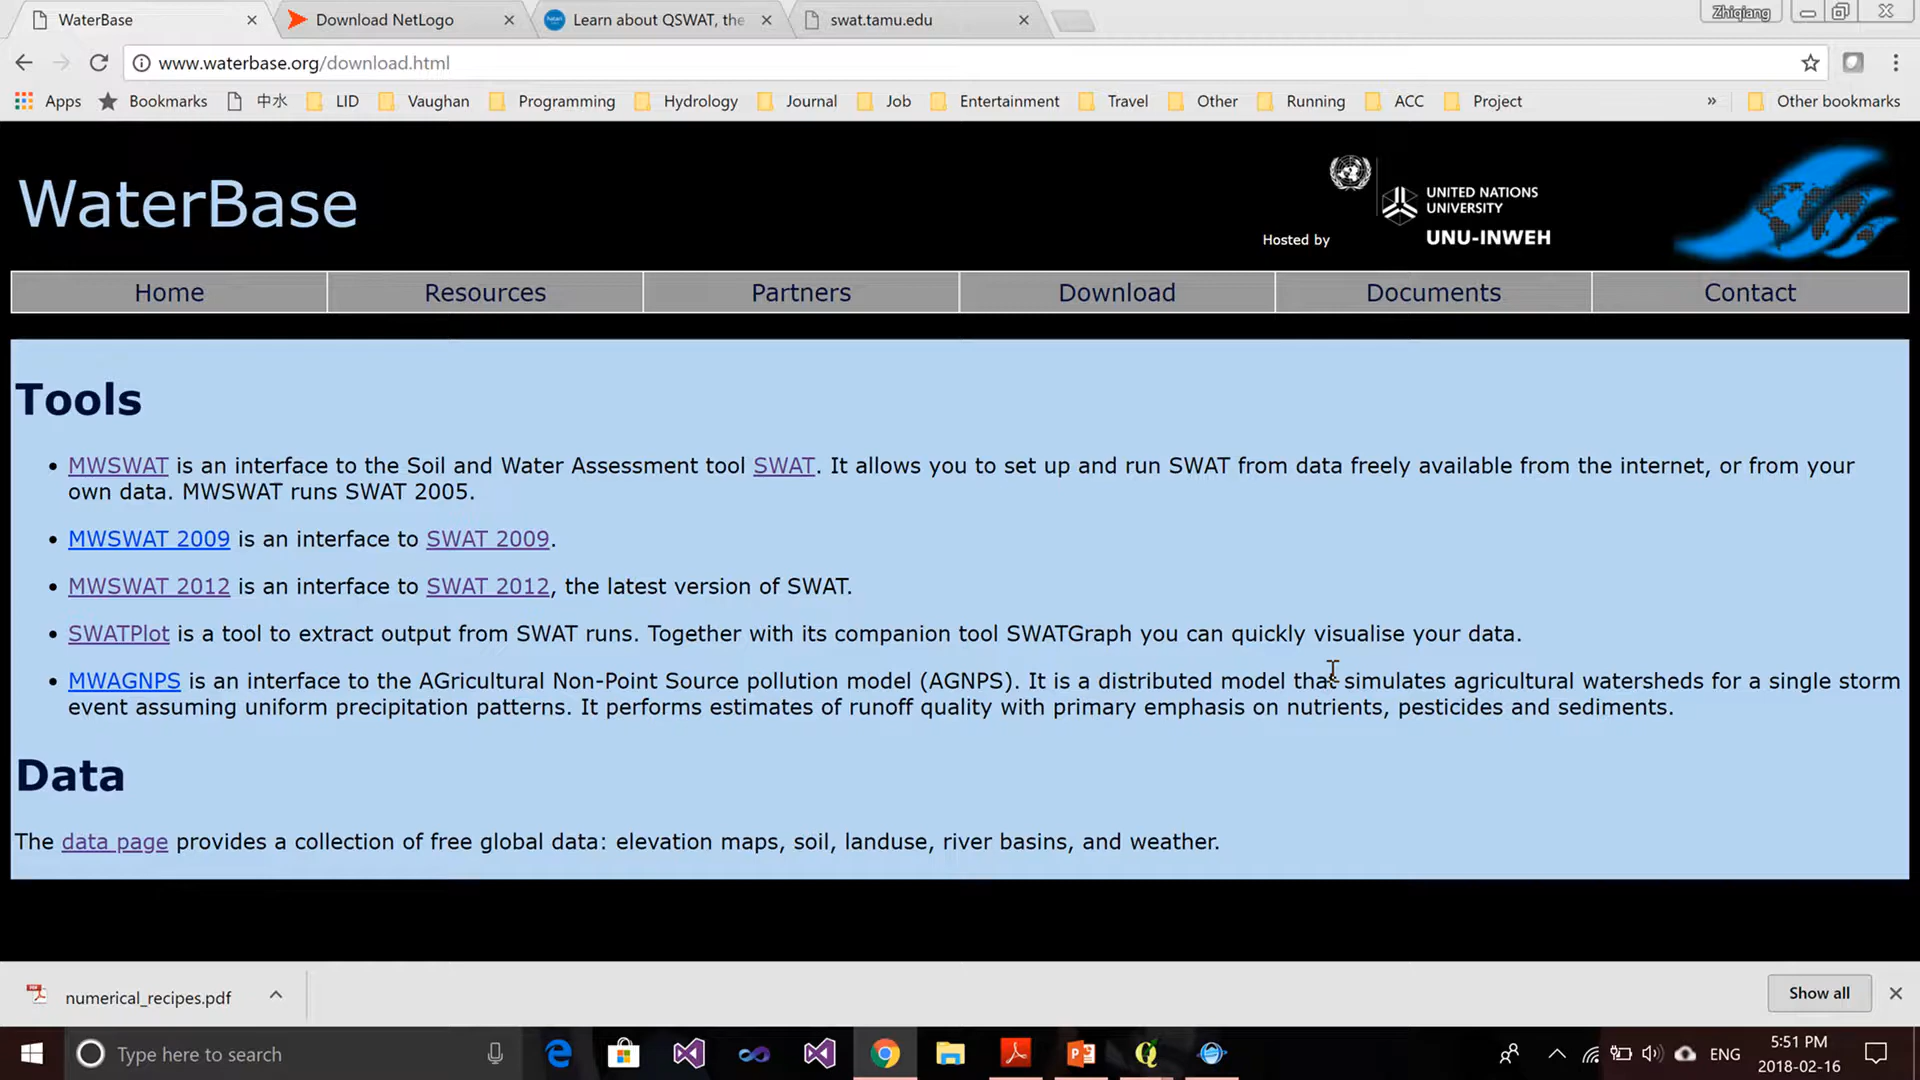 WaterBase
Download NetLogo
Learn about QSWAT, the
swat.tamu.edu
Zhiqiang
www.waterbase.org/download.html
Apps
Bookmarks
中水
LID
Vaughan
Programming
Hydrology
Journal
Job
Entertainment
Travel
Other
Running
ACC
Project
»
Other bookmarks
WaterBase
Hosted by
UNITED NATIONS
UNIVERSITY
UNU-INWEH
Home
Resources
Partners
Download
Documents
Contact
Tools
• MWSWAT is an interface to the Soil and Water Assessment tool SWAT. It allows you to set up and run SWAT from data freely available from the internet, or from your
own data. MWSWAT runs SWAT 2005.
• MWSWAT 2009 is an interface to SWAT 2009.
• MWSWAT 2012 is an interface to SWAT 2012, the latest version of SWAT.
• SWATPlot is a tool to extract output from SWAT runs. Together with its companion tool SWATGraph you can quickly visualise your data.
• MWAGNPS is an interface to the AGricultural Non-Point Source pollution model (AGNPS). It is a distributed model that simulates agricultural watersheds for a single storm
event assuming uniform precipitation patterns. It performs estimates of runoff quality with primary emphasis on nutrients, pesticides and sediments.
Data
The data page provides a collection of free global data: elevation maps, soil, landuse, river basins, and weather.
numerical_recipes.pdf
Show all
Type here to search
ENG
5:51 PM
2018-02-16